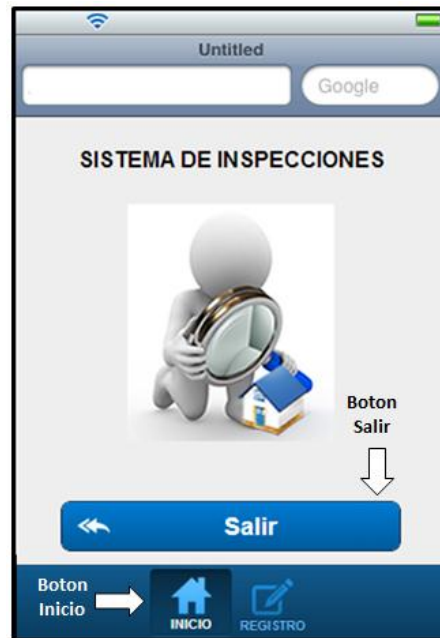 Untitled
Google
SISTEMA DE INSPECCIONES
Boton
Salir
Salir
Boton
Inicio
INICIO
REGISTRO